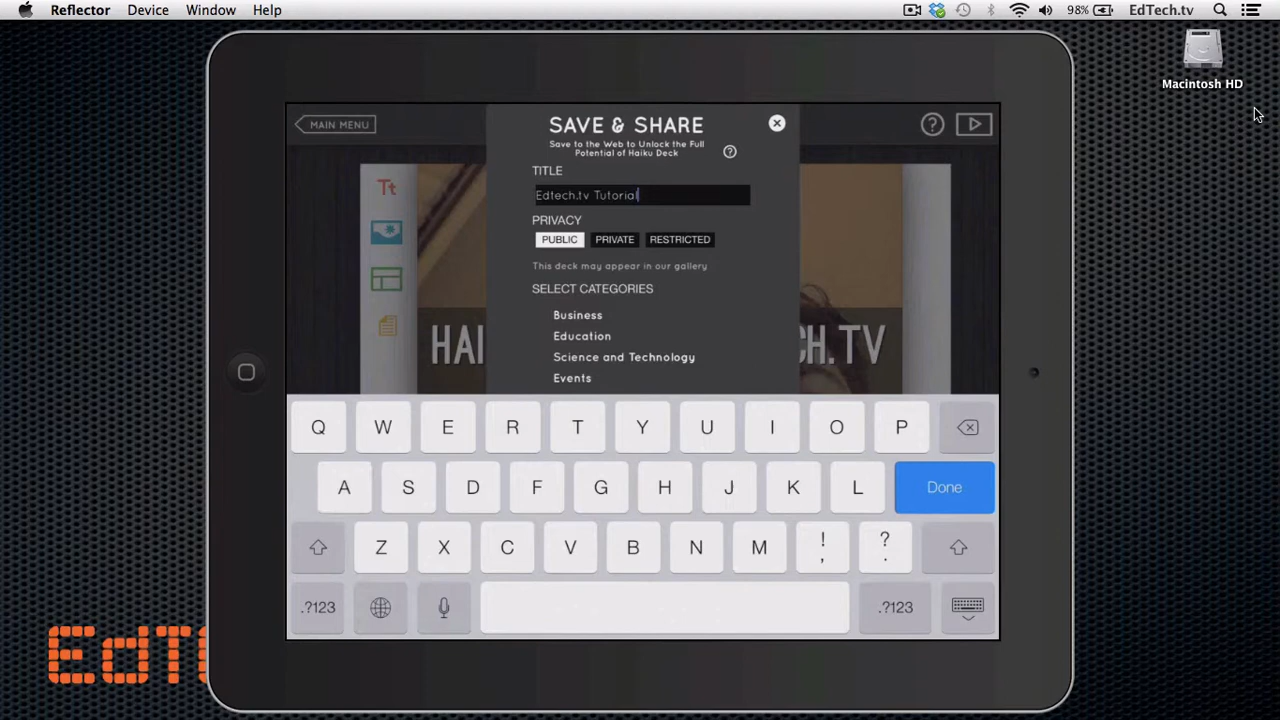 Reflector Device Window Help 98% EdTech.tv
Macintosh HD
MAIN MENU
SAVE & SHARE
Save to the Web to Unlock the Full
Potential of Haiku Deck
?
?
TITLE
Tt
Edtech.tv Tutorial
PRIVACY
PUBLIC PRIVATE RESTRICTED
This deck may appear in our gallery
SELECT CATEGORIES
Business
Education
Science and Technology
Events
HAI CH.TV
Q W E R T Y U I O P
A S D F G H J K L Done
Z X C V B N M ! , ? .
.?123 .?123
EdT